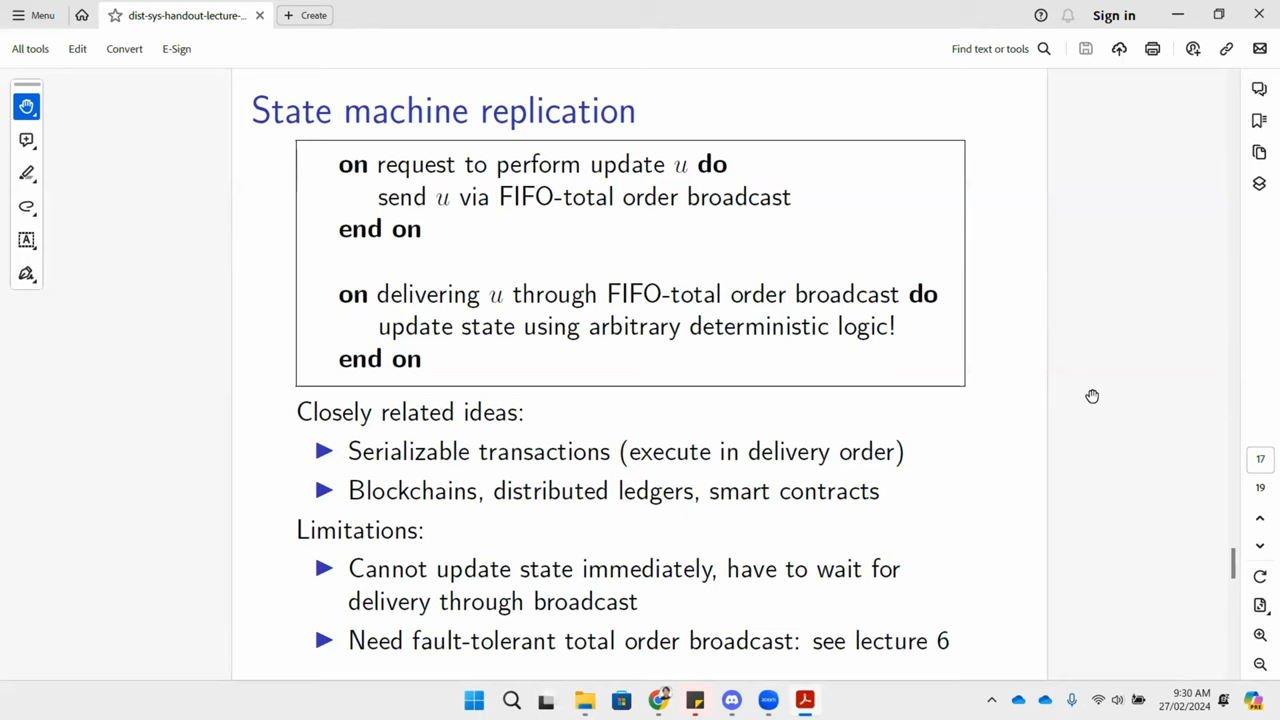 Menu
dist-sys-handout-lecture-...
Create
Sign in
All tools
Edit
Convert
E-Sign
Find text or tools
State machine replication
on request to perform update u do
send u via FIFO-total order broadcast
end on
on delivering u through FIFO-total order broadcast do
update state using arbitrary deterministic logic!
end on
Closely related ideas:
Serializable transactions (execute in delivery order)
Blockchains, distributed ledgers, smart contracts
Limitations:
Cannot update state immediately, have to wait for
delivery through broadcast
Need fault-tolerant total order broadcast: see lecture 6
17
19
9:30 AM
27/02/2024
PRE